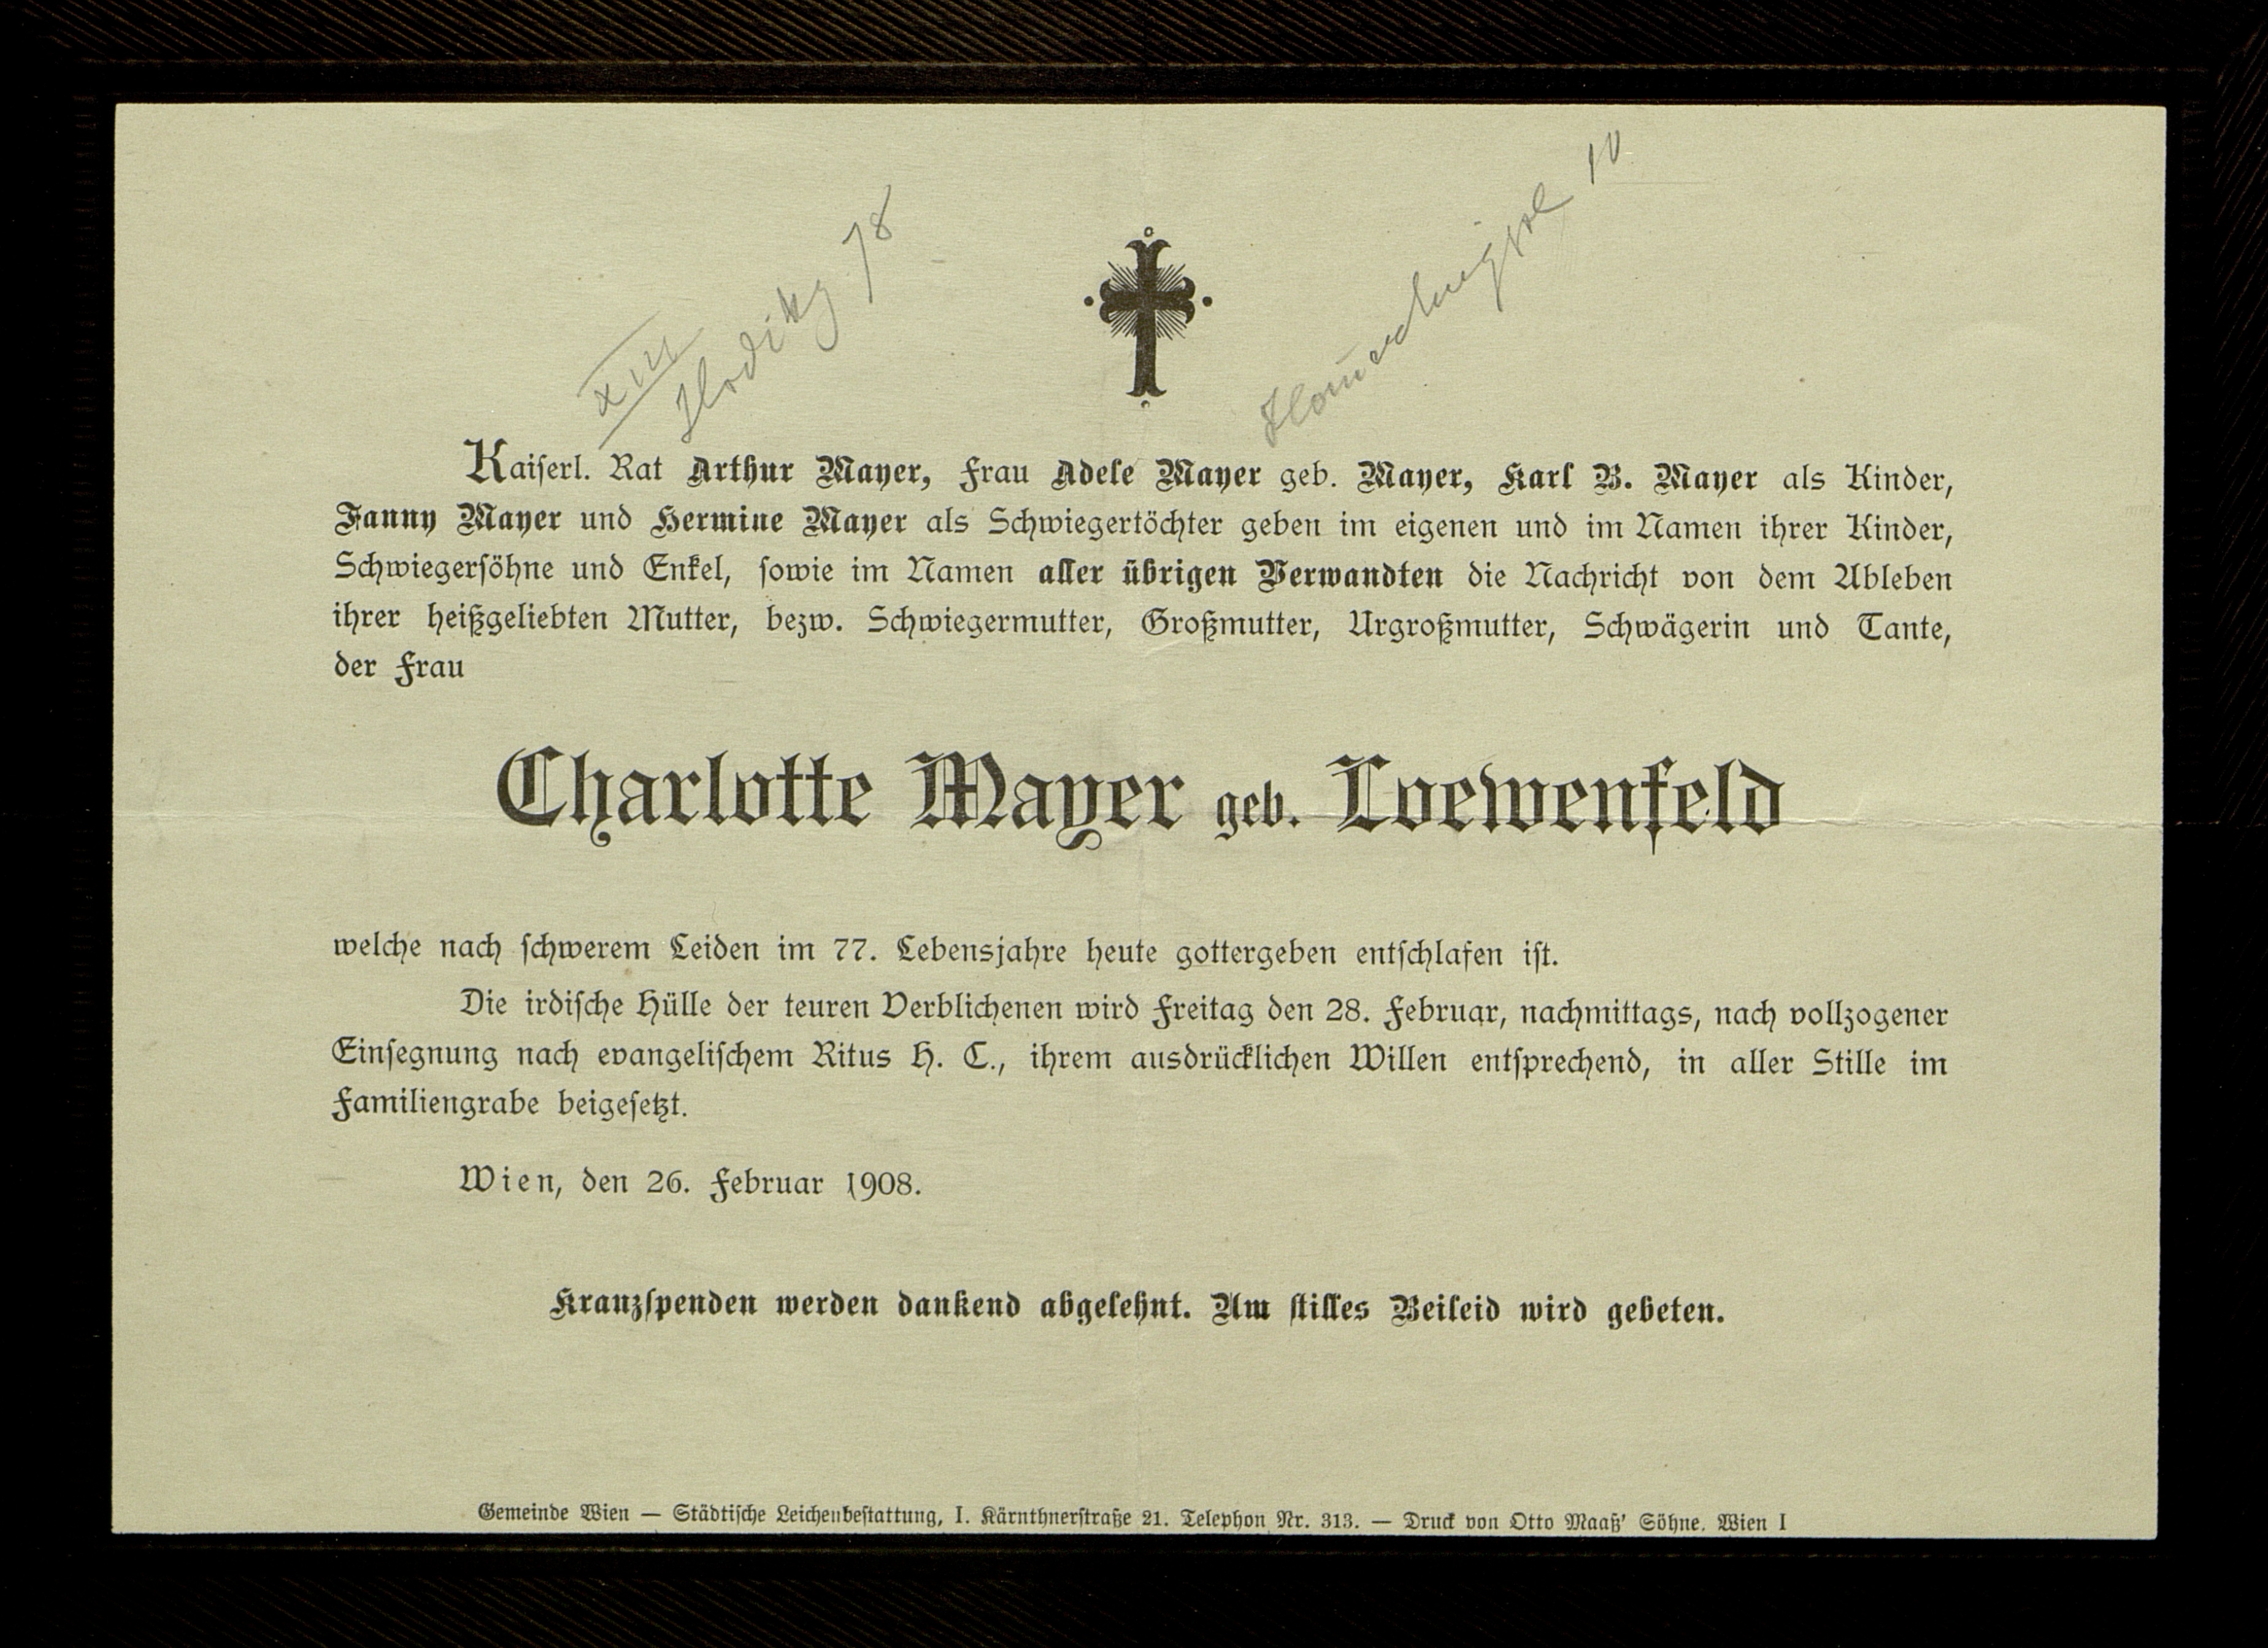 XIII
78
10
Kaiserl. Rat Arthur Mayer, Frau Adele Mayer geb. Mayer, Karl B. Mayer als Kinder,
Fanny Mayer und Hermine Mayer als Schwiegertöchter geben im eigenen und im Namen ihrer Kinder,
Schwiegersöhne und Enkel, sowie im Namen aller übrigen Verwandten die Nachricht von dem Ableben
ihrer heißgeliebten Mutter, bezw. Schwiegermutter, Großmutter, Urgroßmutter, Schwägerin und Tante,
der Frau
Charlotte Mayer geb. Loewenfeld
welche nach schwerem Leiden im 77. Lebensjahre heute gottergeben entschlafen ist.
Die irdische Hülle der teuren Verblichenen wird Freitag den 28. Februar, nachmittags, nach vollzogener
Einsegnung nach evangelischem Ritus H. C., ihrem ausdrücklichen Willen entsprechend, in aller Stille im
Familiengrabe beigesetzt.
Wien, den 26. Februar 1908.
Kranzspenden werden dankend abgelehnt. Um stilles Beileid wird gebeten.
Gemeinde Wien — Städtische Leichenbestattung, I. Kärnthnerstraße 21. Telephon Nr. 313. — Druck von Otto Maaß' Söhne. Wien I